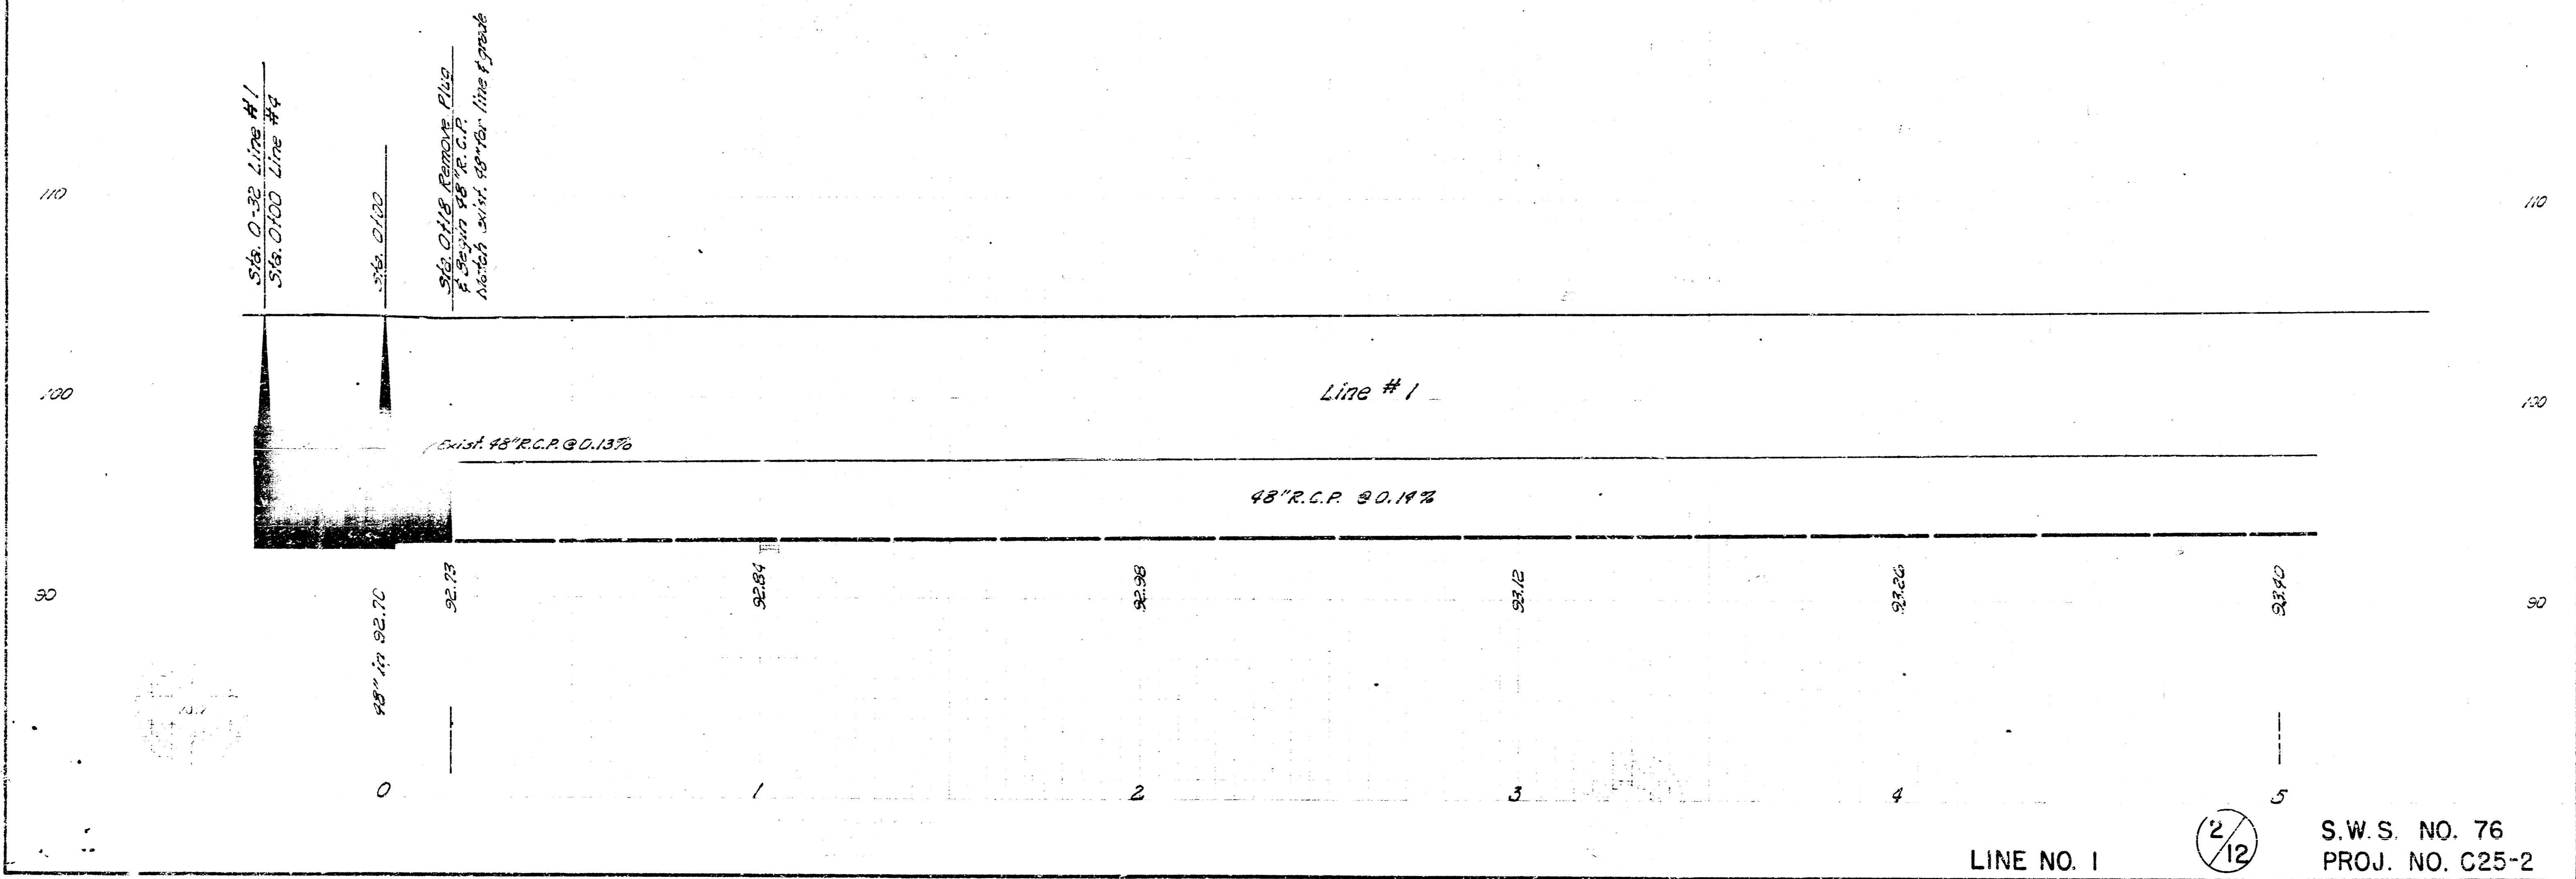 Sta. 0-32 Line #1
Sta. 0+00 Line #4
Sta. 0+00
Sta. 0+18 Remove Plug
& Begin 48" R.C.P.
Match exist. 48" for line & grade
110
110
100
100
Line #1
Exist. 48" R.C.P. @ 0.13%
48" R.C.P. @ 0.14%
90
90
48" in 92.70
92.73
92.84
92.98
93.12
93.26
93.40
0
1
2
3
4
5
LINE NO. 1
2/12
S.W.S. NO. 76
PROJ. NO. C25-2